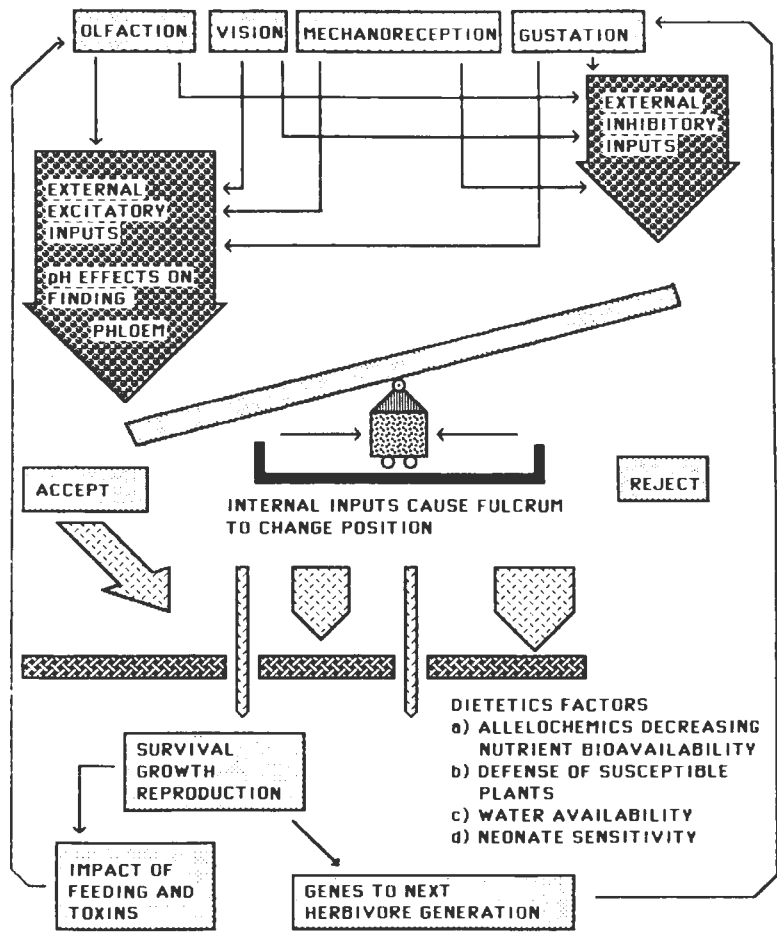 OLFACTION
VISION
MECHANORECEPTION
GUSTATION
EXTERNAL
INHIBITORY
INPUTS
EXTERNAL
EXCITATORY
INPUTS
pH EFFECTS ON
FINDING
PHLOEM
ACCEPT
REJECT
INTERNAL INPUTS CAUSE FULCRUM
TO CHANGE POSITION
DIETETICS FACTORS
a) ALLELOCHEMICS DECREASING
NUTRIENT BIOAVAILABILITY
b) DEFENSE OF SUSCEPTIBLE
PLANTS
c) WATER AVAILABILITY
d) NEONATE SENSITIVITY
SURVIVAL
GROWTH
REPRODUCTION
IMPACT OF
FEEDING AND
TOXINS
GENES TO NEXT
HERBIVORE GENERATION